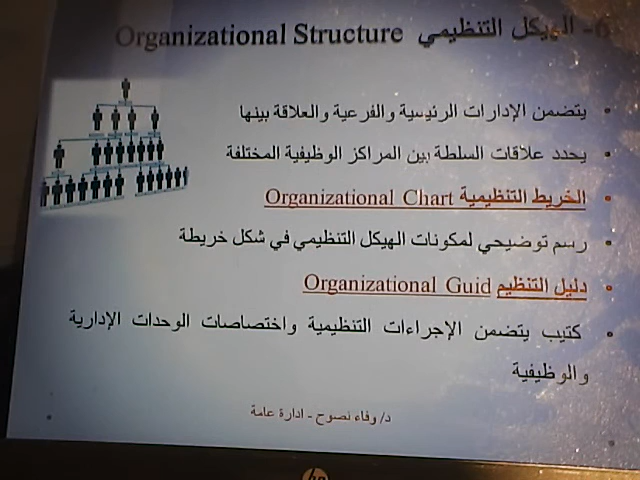 6- الهيكل التنظيمي Organizational Structure
يتضمن الإدارات الرئيسية والفرعية والعلاقة بينها
يحدد علاقات السلطة بين المراكز الوظيفية المختلفة
الخريط التنظيمية Organizational Chart
رسم توضيحي لمكونات الهيكل التنظيمي في شكل خريطة
دليل التنظيم Organizational Guid
كتيب يتضمن الإجراءات التنظيمية واختصاصات الوحدات الإدارية
والوظيفية
د/ وفاء نصوح - ادارة عامة
hp